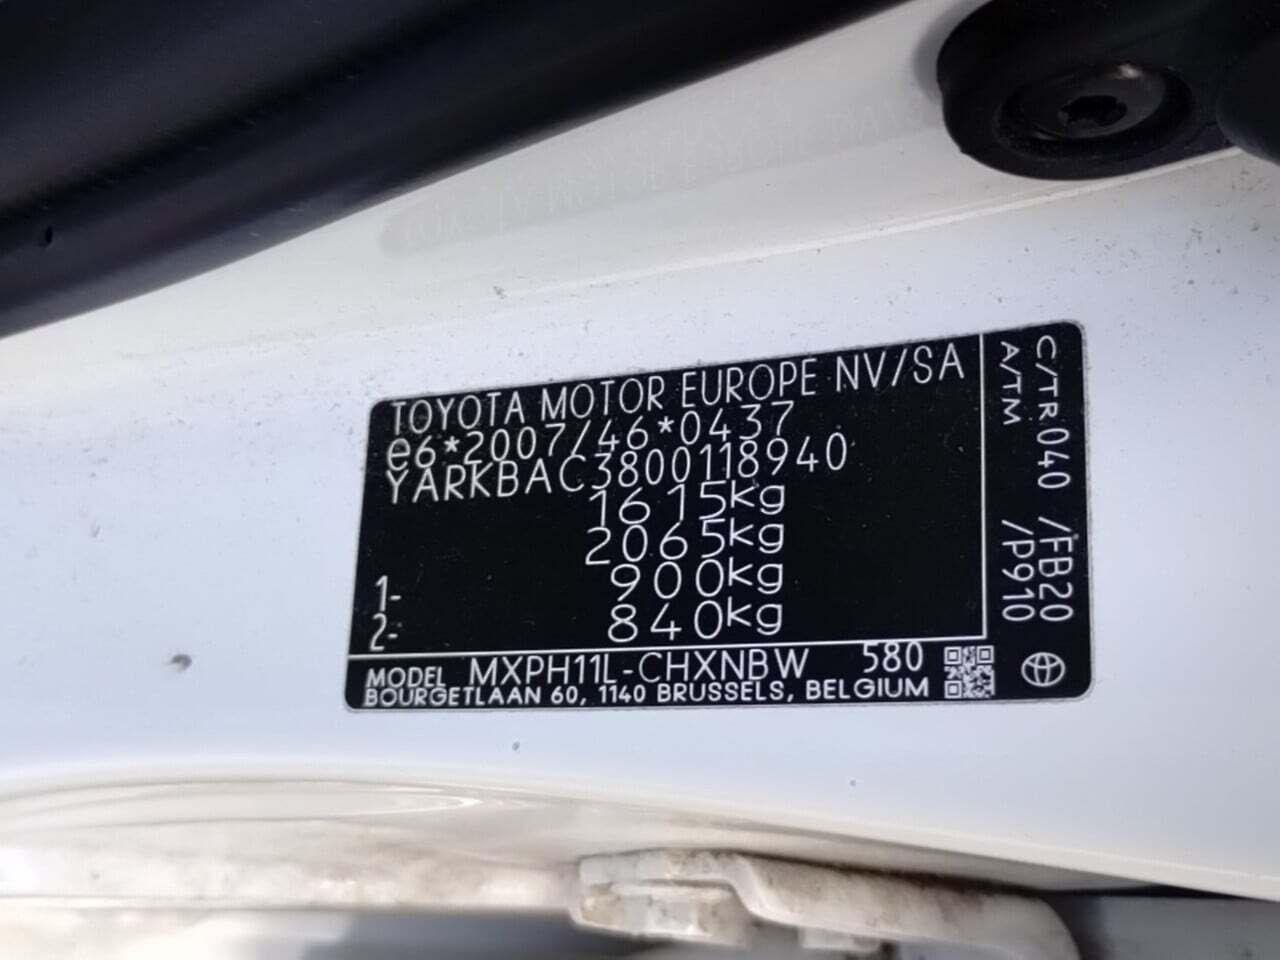 TOYOTA MOTOR EUROPE NV/SA
e6*2007/46*0437
YARKBAC3800118940
1615kg
2065kg
1- 900kg
2- 840kg
MODEL MXPH11L-CHXNBW 580
BOURGETLAAN 60, 1140 BRUSSELS, BELGIUM
C/TR 040 /FB20
A/TM /P910